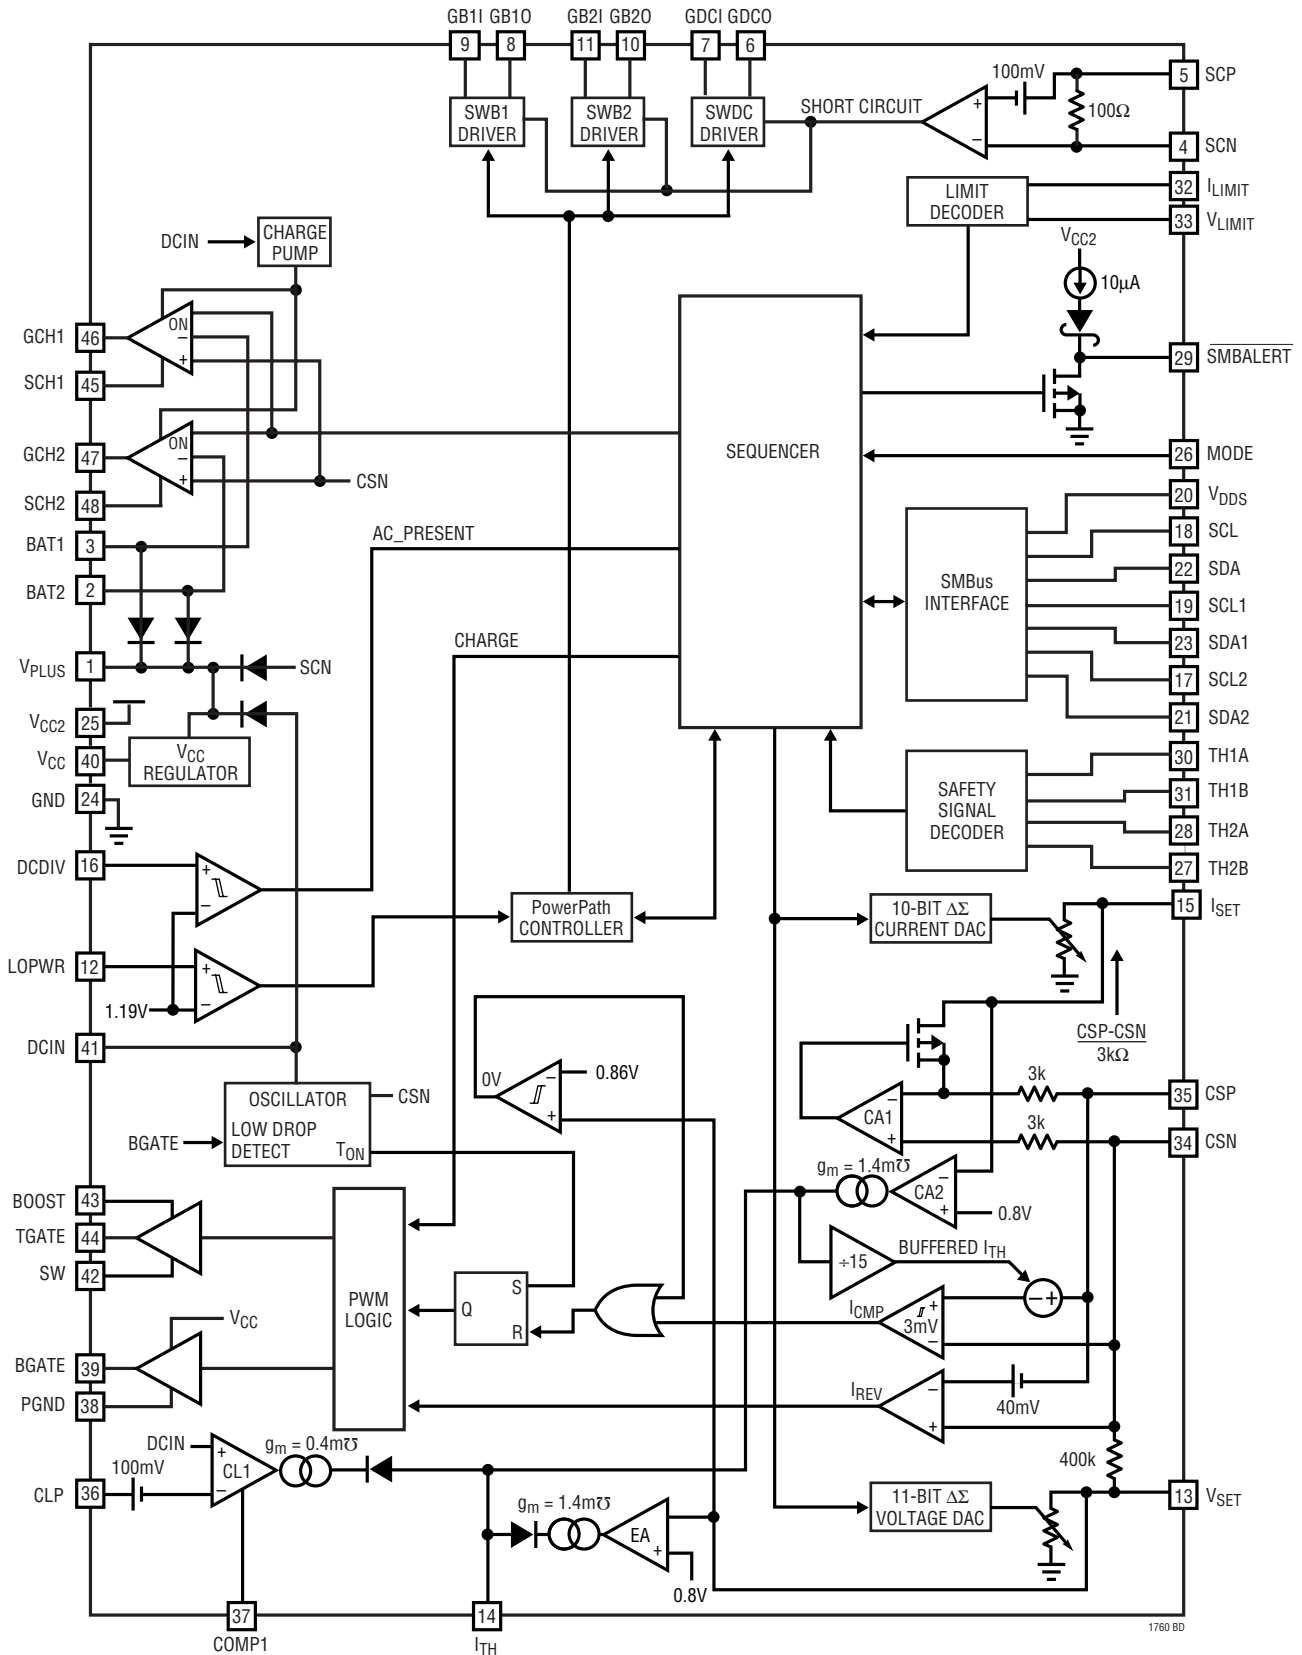 GB1I GB1O GB2I GB2O GDCI GDCO
9 8 11 10 7 6
SWB1
DRIVER
SWB2
DRIVER
SWDC
DRIVER
SHORT CIRCUIT
+
−
100mV
100Ω
5 SCP
4 SCN
LIMIT
DECODER
32 ILIMIT
33 VLIMIT
VCC2
10µA
29 SMBALERT
DCIN
CHARGE
PUMP
GCH1 46
ON
−
+
SCH1 45
GCH2 47
ON
−
+
CSN
SCH2 48
BAT1 3
BAT2 2
VPLUS 1
SCN
VCC2 25
VCC 40
VCC
REGULATOR
GND 24
SEQUENCER
AC_PRESENT
CHARGE
26 MODE
SMBus
INTERFACE
20 VDDS
18 SCL
22 SDA
19 SCL1
23 SDA1
17 SCL2
21 SDA2
SAFETY
SIGNAL
DECODER
30 TH1A
31 TH1B
28 TH2A
27 TH2B
DCDIV 16
+
−
LOPWR 12
+
−
1.19V
PowerPath
CONTROLLER
10-BIT ΔΣ
CURRENT DAC
15 ISET
CSP-CSN
3kΩ
DCIN 41
OSCILLATOR
LOW DROP
DETECT
TON
CSN
BGATE
0V
−
+
0.86V
CA1
−
+
3k
3k
35 CSP
34 CSN
gm = 1.4m℧
CA2
−
+
0.8V
BOOST 43
TGATE 44
SW 42
PWM
LOGIC
S
Q
R
÷15
BUFFERED ITH
−+
ICMP
+
3mV
−
VCC
BGATE 39
PGND 38
IREV
−
+
40mV
400k
DCIN
100mV
CLP 36
+
CL1
−
gm = 0.4m℧
gm = 1.4m℧
EA
+
0.8V
11-BIT ΔΣ
VOLTAGE DAC
13 VSET
37
COMP1
14
ITH
1760 BD